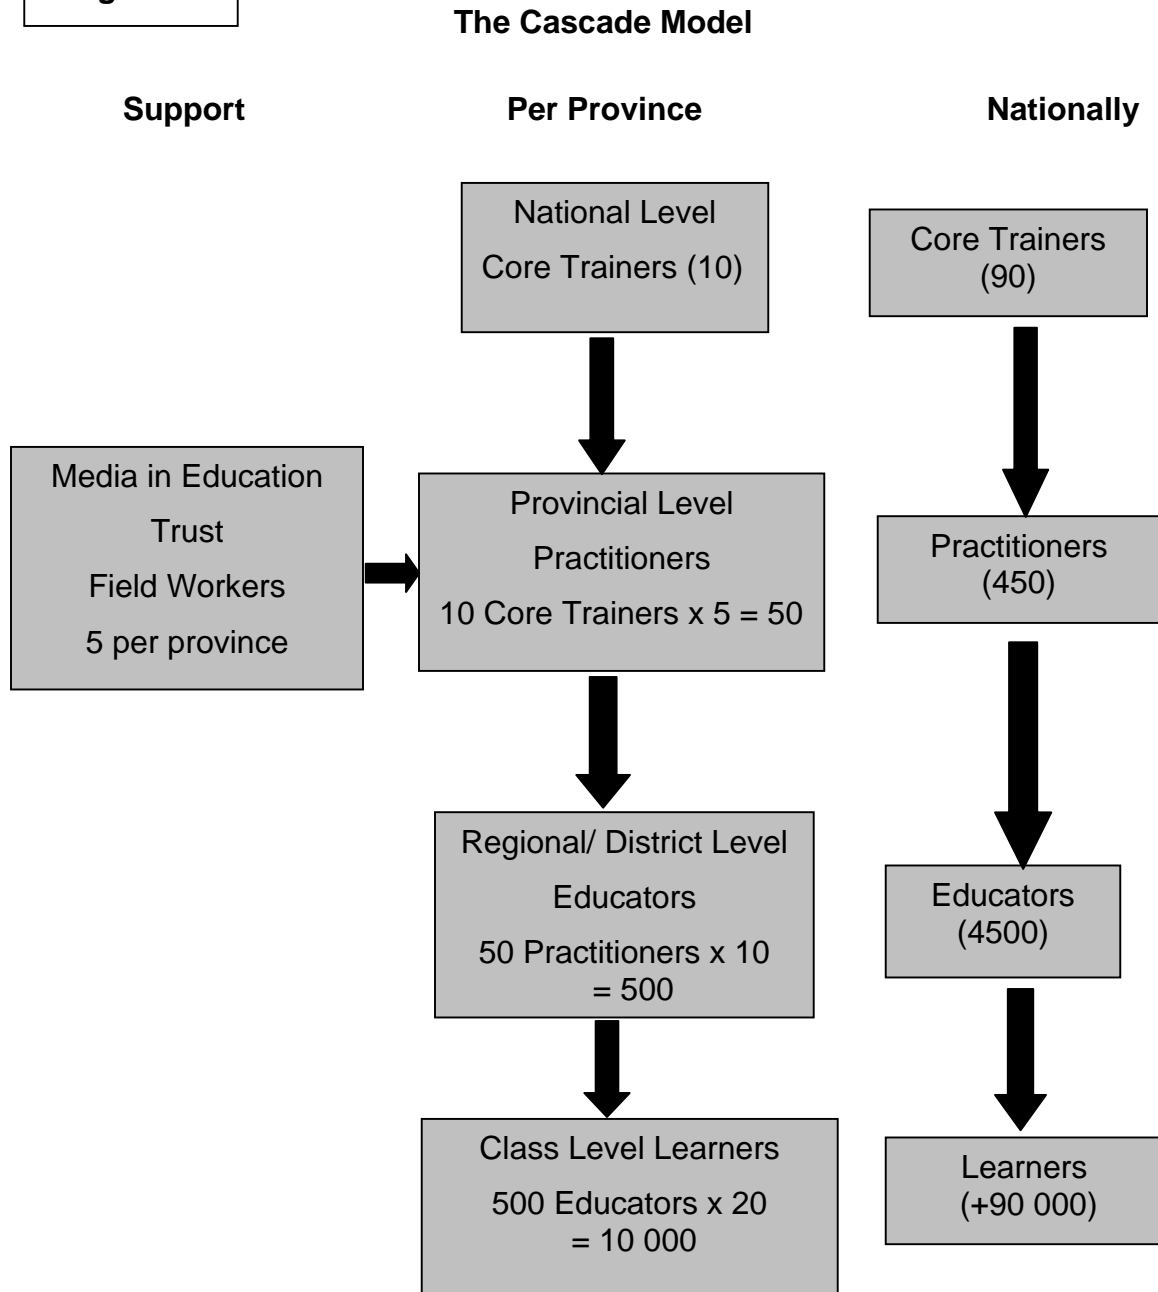 The Cascade Model
Support
Per Province
Nationally
National Level
Core Trainers (10)
Core Trainers
(90)
Media in Education
Trust
Field Workers
5 per province
Provincial Level
Practitioners
10 Core Trainers x 5 = 50
Practitioners
(450)
Regional/ District Level
Educators
50 Practitioners x 10
= 500
Educators
(4500)
Class Level Learners
500 Educators x 20
= 10 000
Learners
(+90 000)